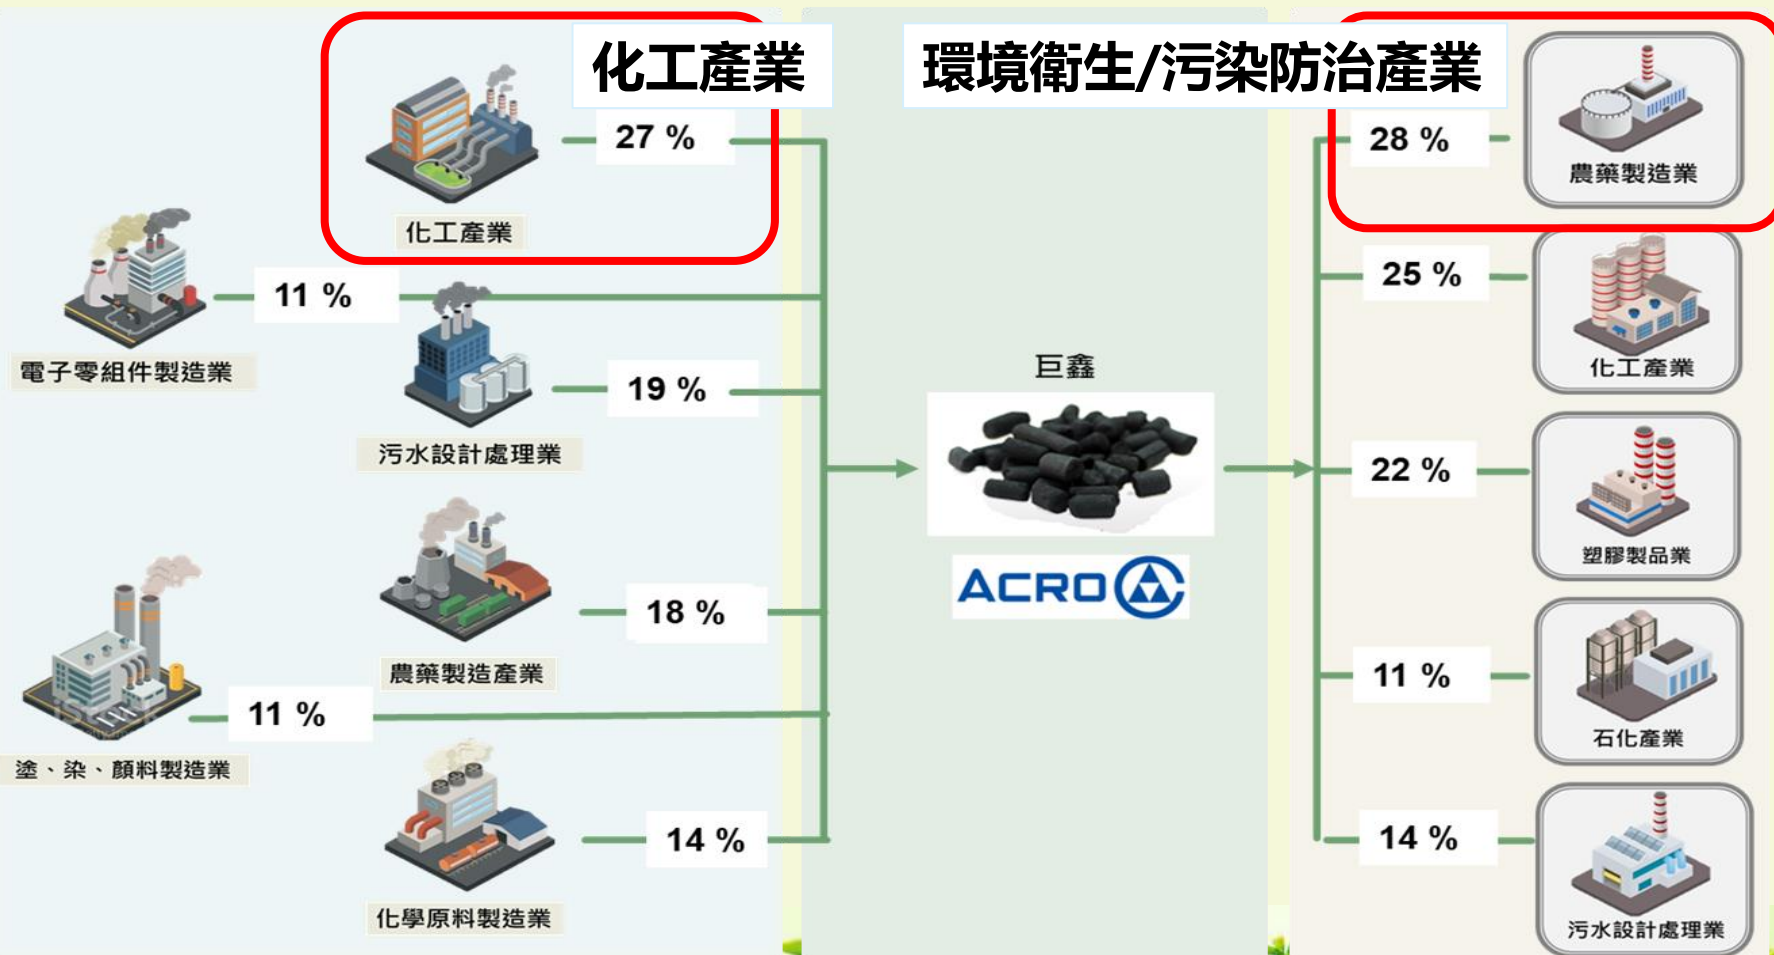 化工產業
環境衛生/污染防治產業
27 %
化工產業
11 %
電子零組件製造業
19 %
污水設計處理業
18 %
農藥製造產業
11 %
塗、染、顏料製造業
14 %
化學原料製造業
巨鑫
ACRO
28 %
農藥製造業
25 %
化工產業
22 %
塑膠製品業
11 %
石化產業
14 %
污水設計處理業